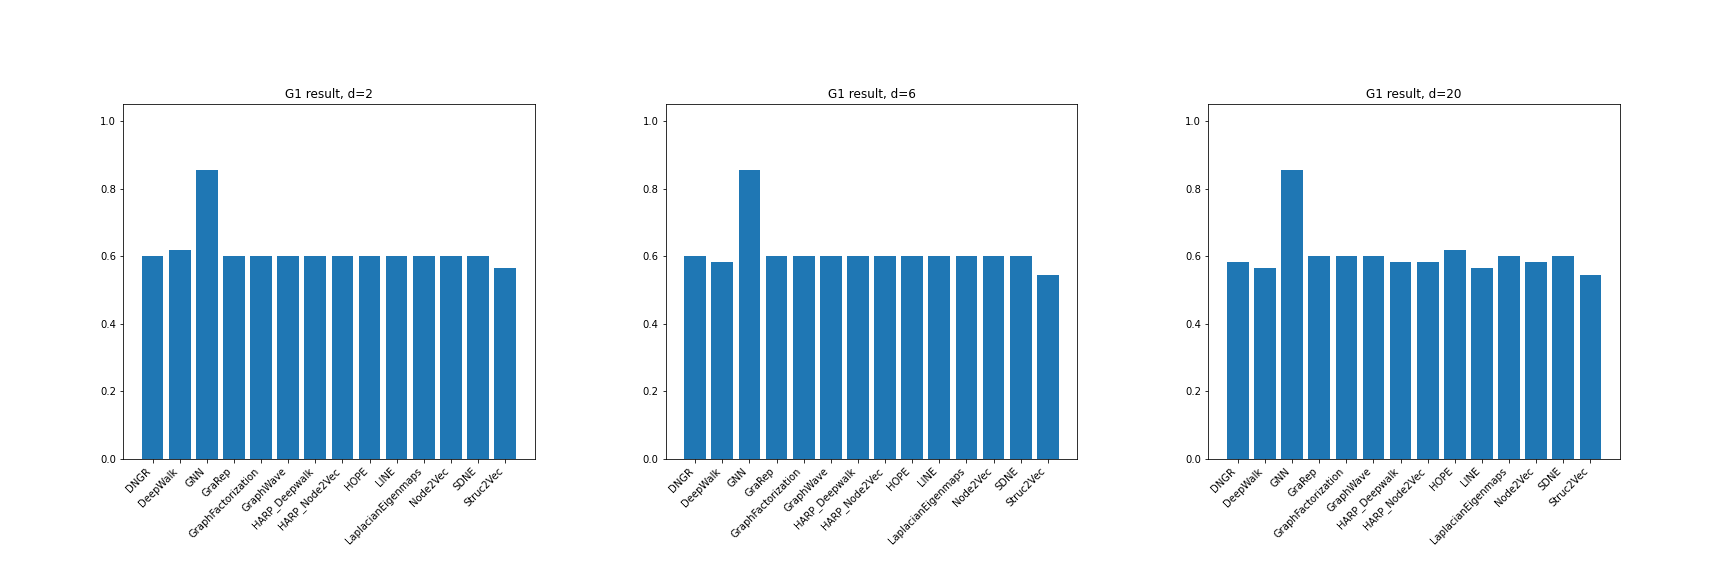 G1 result, d=2
1.0
0.8
0.6
0.4
0.2
0.0
DNGR
DeepWalk
GNN
GraRep
GraphFactorization
GraphWave
HARP_Deepwalk
HARP_Node2Vec
HOPE
LINE
LaplacianEigenmaps
Node2Vec
SDNE
Struc2Vec
G1 result, d=6
1.0
0.8
0.6
0.4
0.2
0.0
DNGR
DeepWalk
GNN
GraRep
GraphFactorization
GraphWave
HARP_Deepwalk
HARP_Node2Vec
HOPE
LINE
LaplacianEigenmaps
Node2Vec
SDNE
Struc2Vec
G1 result, d=20
1.0
0.8
0.6
0.4
0.2
0.0
DNGR
DeepWalk
GNN
GraRep
GraphFactorization
GraphWave
HARP_Deepwalk
HARP_Node2Vec
HOPE
LINE
LaplacianEigenmaps
Node2Vec
SDNE
Struc2Vec